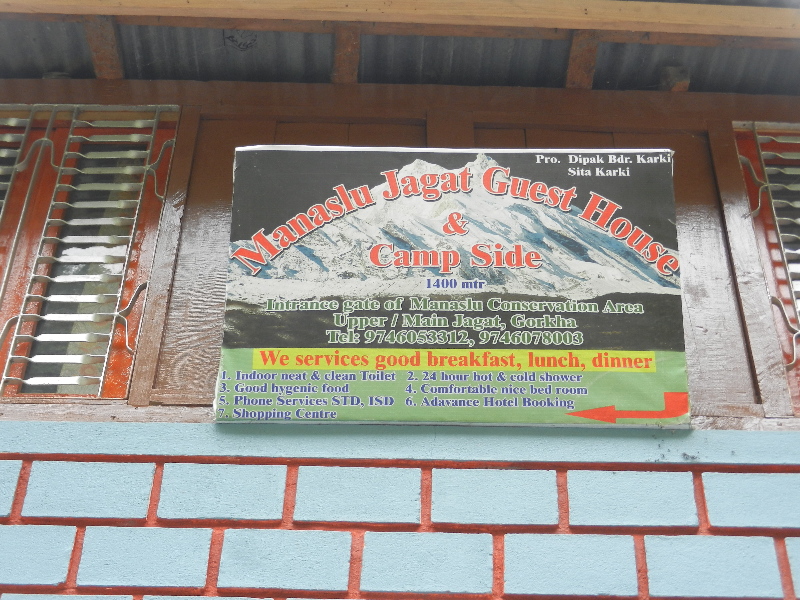 Pro. Dipak Bdr. Karki
Sita Karki
Manaslu Jagat Guest House
&
Camp Side
1400 mtr
Intrance gate of Manaslu Conservation Area
Upper / Main Jagat, Gorkha
Tel: 9746053312, 9746078003
We services good breakfast, lunch, dinner
1. Indoor neat & clean Toilet 2. 24 hour hot & cold shower
3. Good hygenic food 4. Comfortable nice bed room
5. Phone Services STD, ISD 6. Adavance Hotel Booking
7. Shopping Centre